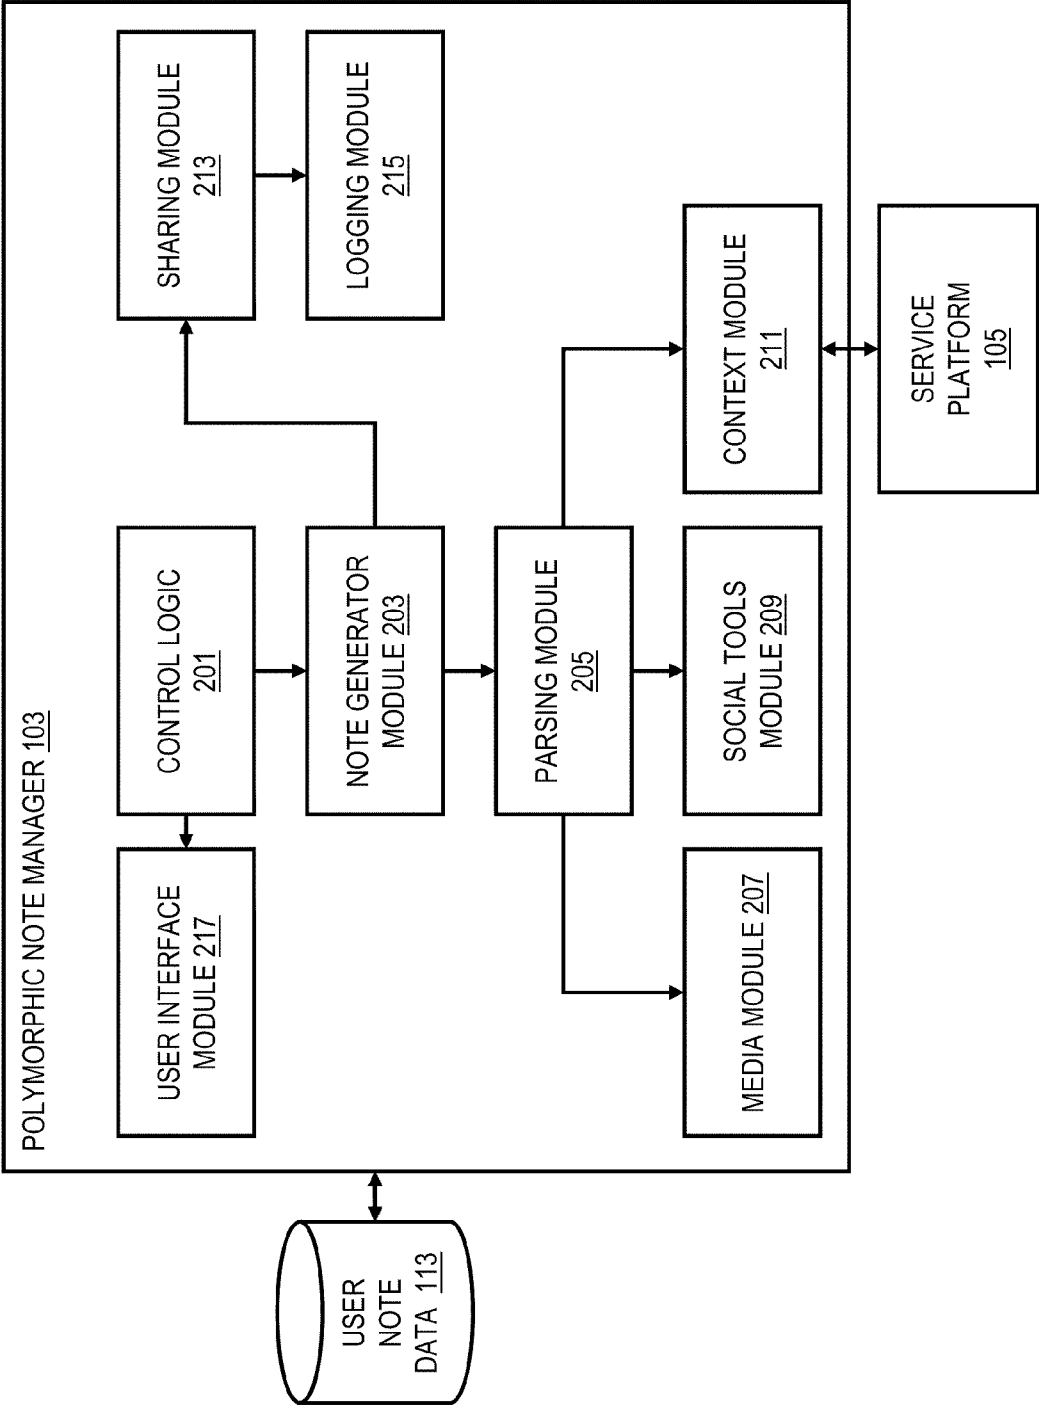 POLYMORPHIC NOTE MANAGER 103
USER INTERFACE
MODULE 217
CONTROL LOGIC
201
SHARING MODULE
213
NOTE GENERATOR
MODULE 203
LOGGING MODULE
215
USER
NOTE
DATA 113
PARSING MODULE
205
MEDIA MODULE 207
SOCIAL TOOLS
MODULE 209
CONTEXT MODULE
211
SERVICE
PLATFORM
105